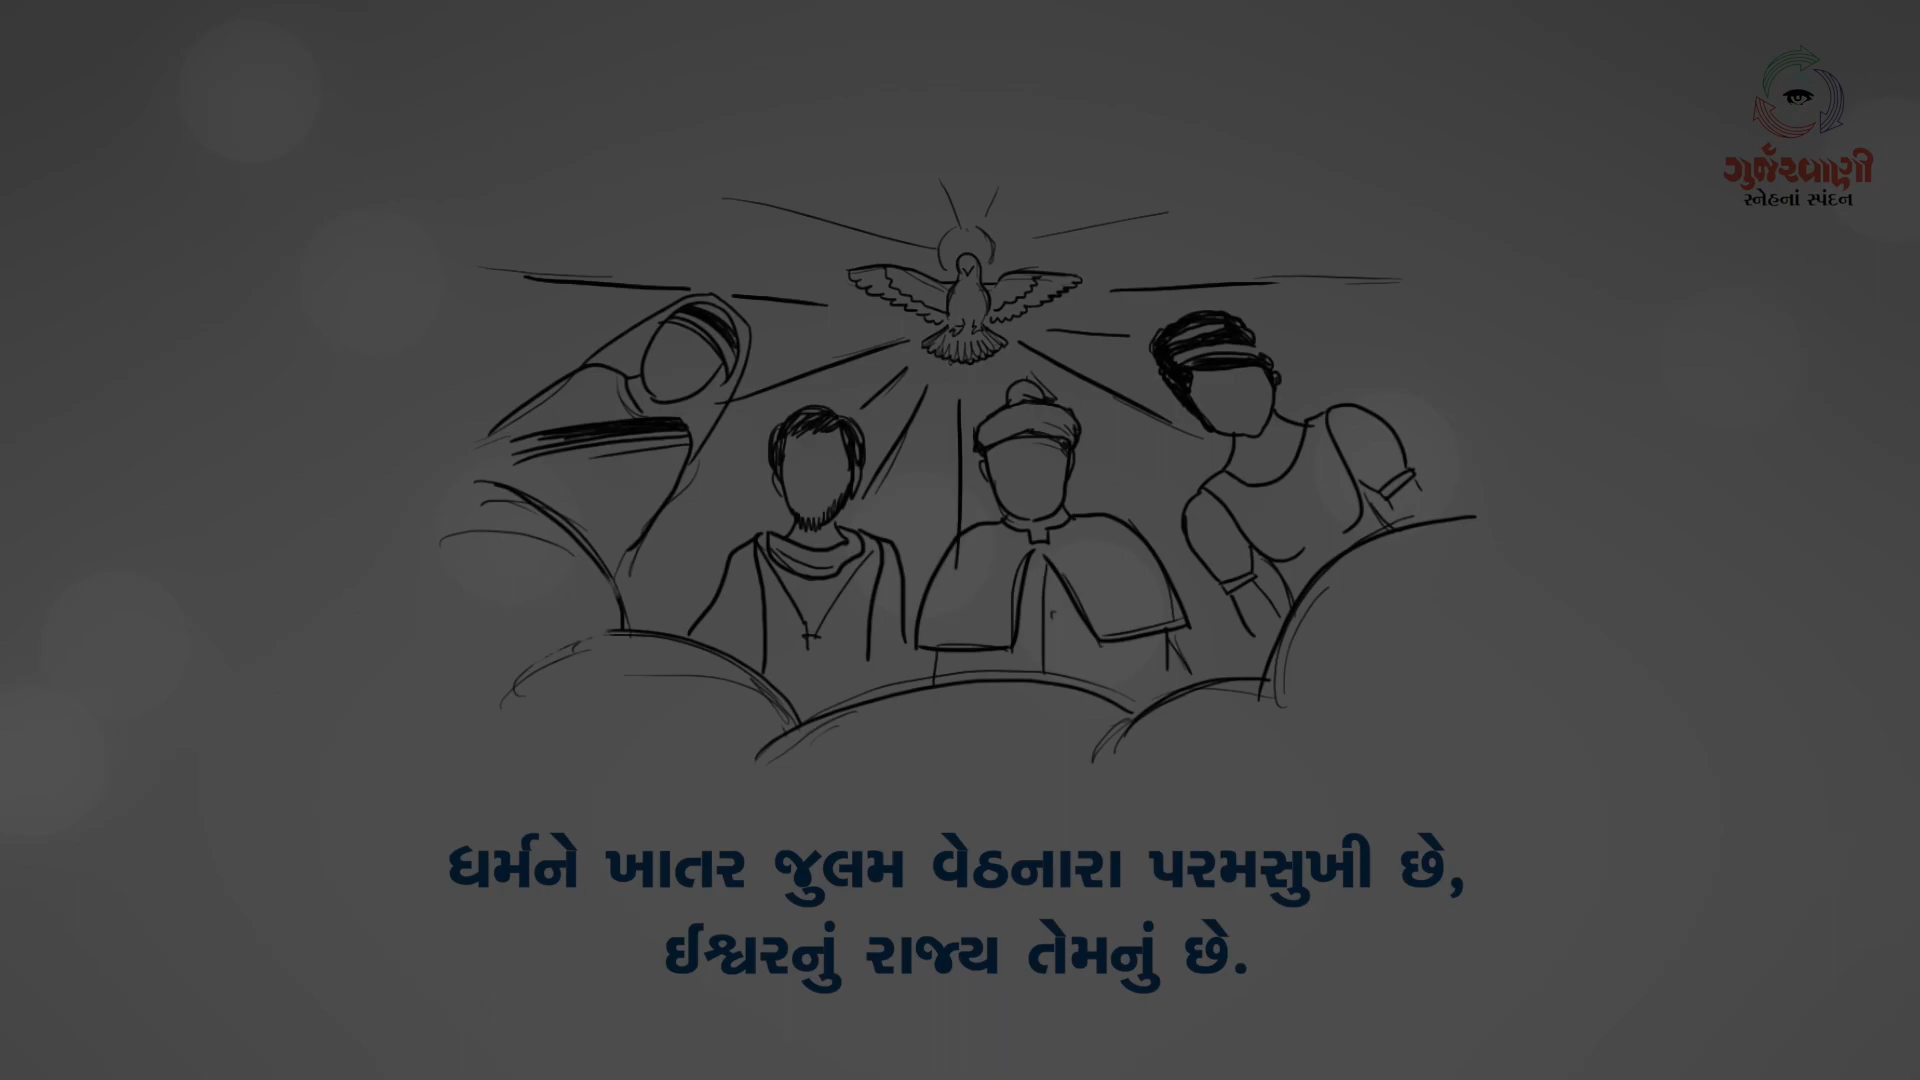 ગુર્જરવાણી
સ્નેહનાં સ્પંદન
ધર્મને ખાતર જુલમ વેઠનારા પરમસુખી છે,
ઈશ્વરનું રાજ્ય તેમનું છે.